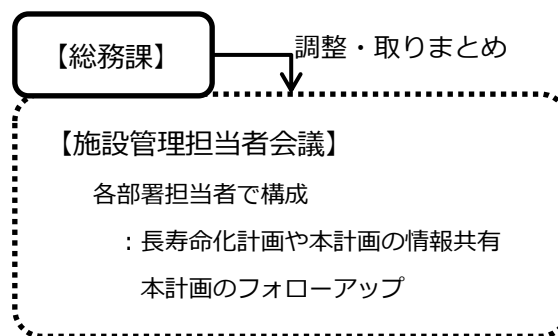 【総務課】
調整・取りまとめ
【施設管理担当者会議】
各部署担当者で構成
：長寿命化計画や本計画の情報共有
本計画のフォローアップ